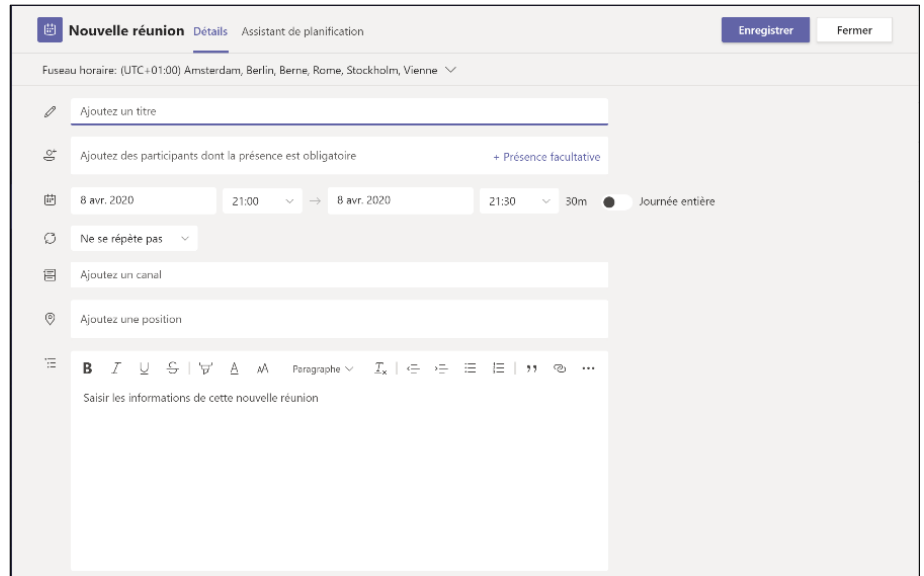 Nouvelle réunion Détails Assistant de planification Enregistrer Fermer
Fuseau horaire: (UTC+01:00) Amsterdam, Berlin, Berne, Rome, Stockholm, Vienne
Ajoutez un titre
Ajoutez des participants dont la présence est obligatoire + Présence facultative
8 avr. 2020 21:00 → 8 avr. 2020 21:30 30m Journée entière
Ne se répète pas
Ajoutez un canal
Ajoutez une position
B I U S A AA Paragraphe Tx
Saisir les informations de cette nouvelle réunion